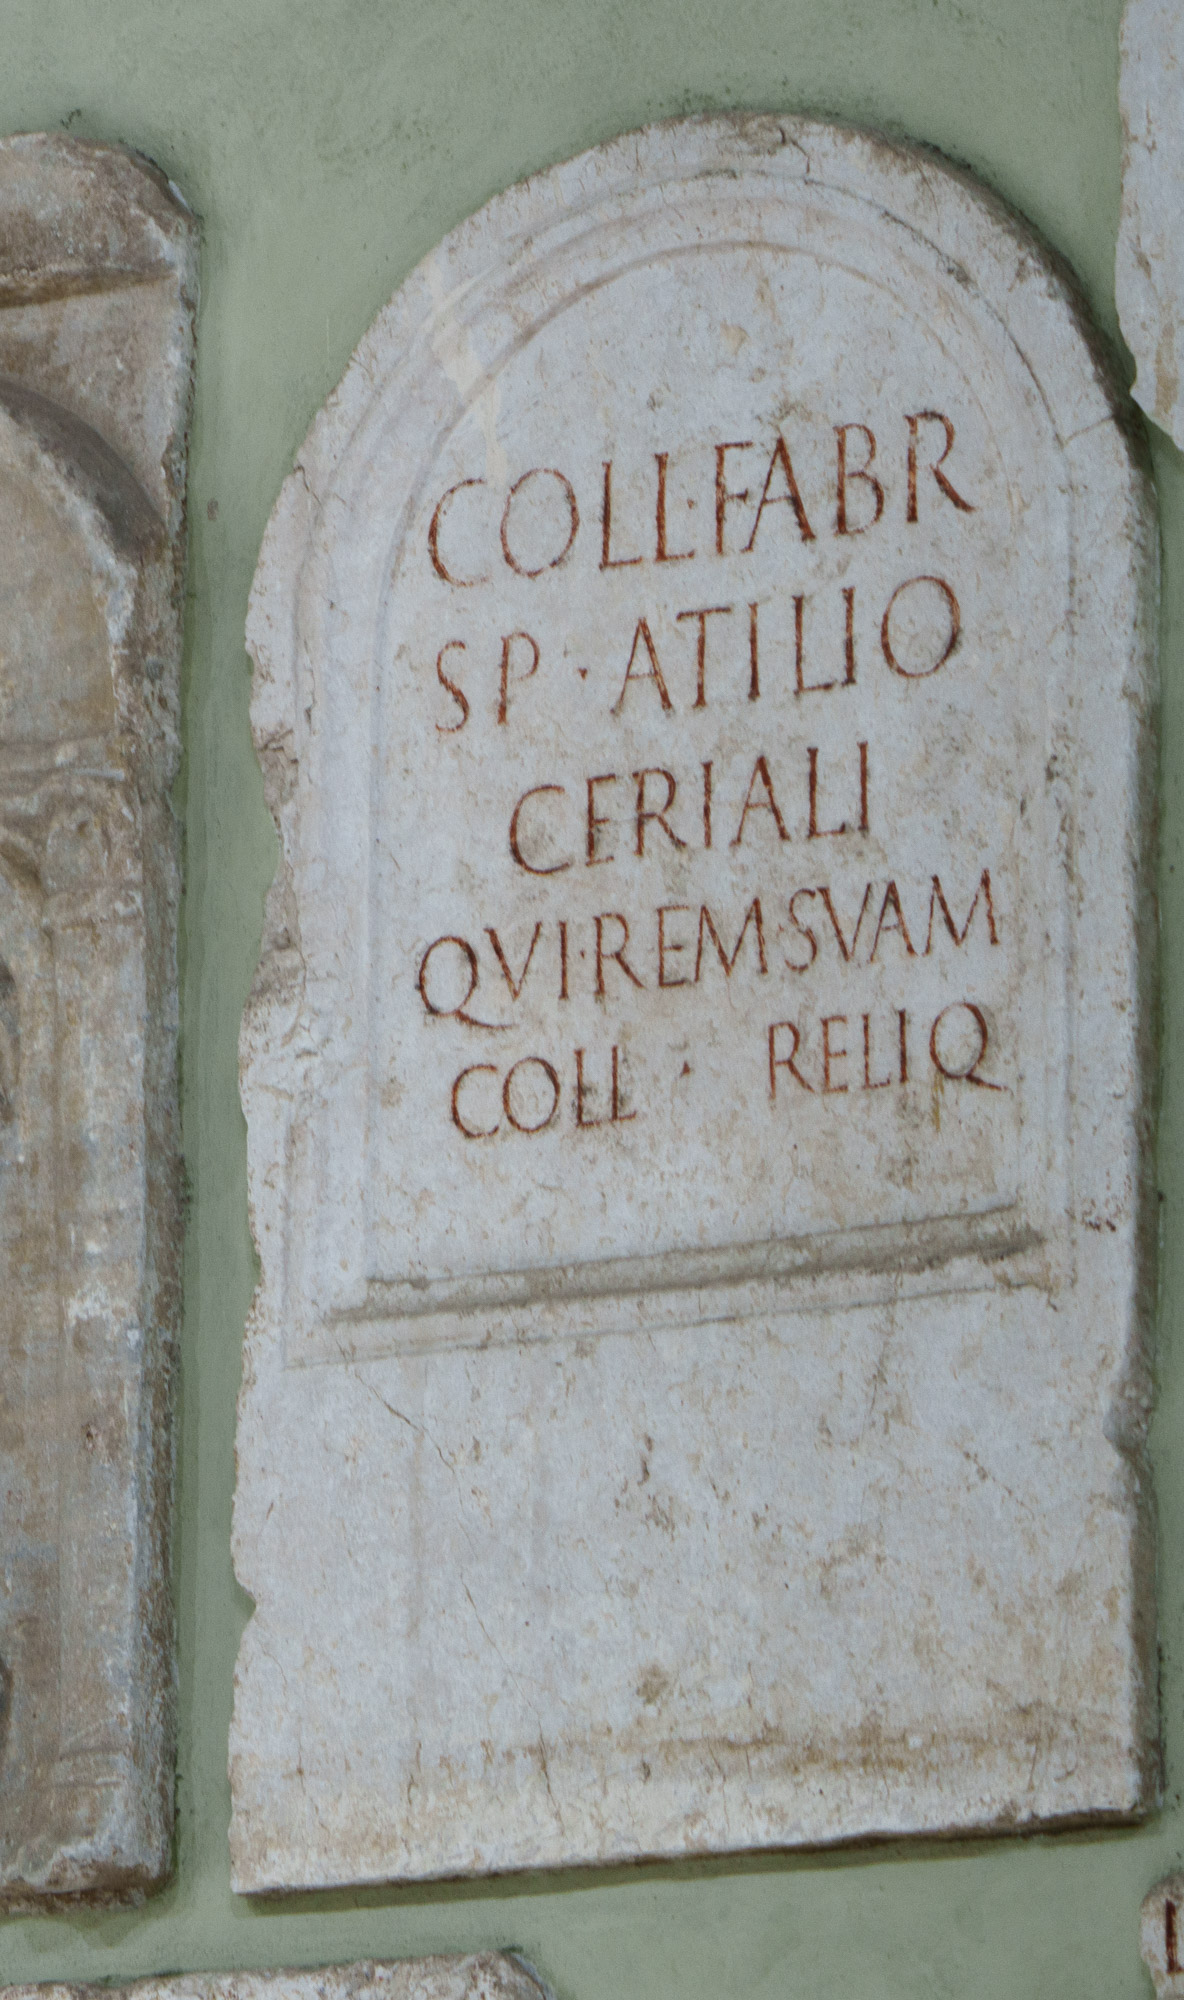 COLL·FABR
SP · ATILIO
CERIALI
QVI·REM·SVAM
COLL · RELIQ